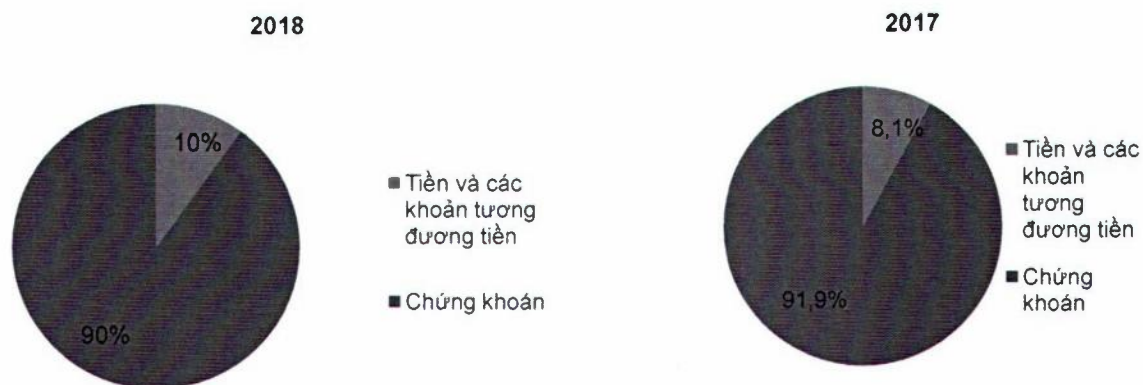 2018
10%
90%
Tiền và các
khoản tương
đương tiền
Chứng khoán
2017
8,1%
91,9%
Tiền và các
khoản
tương
đương tiền
Chứng
khoán